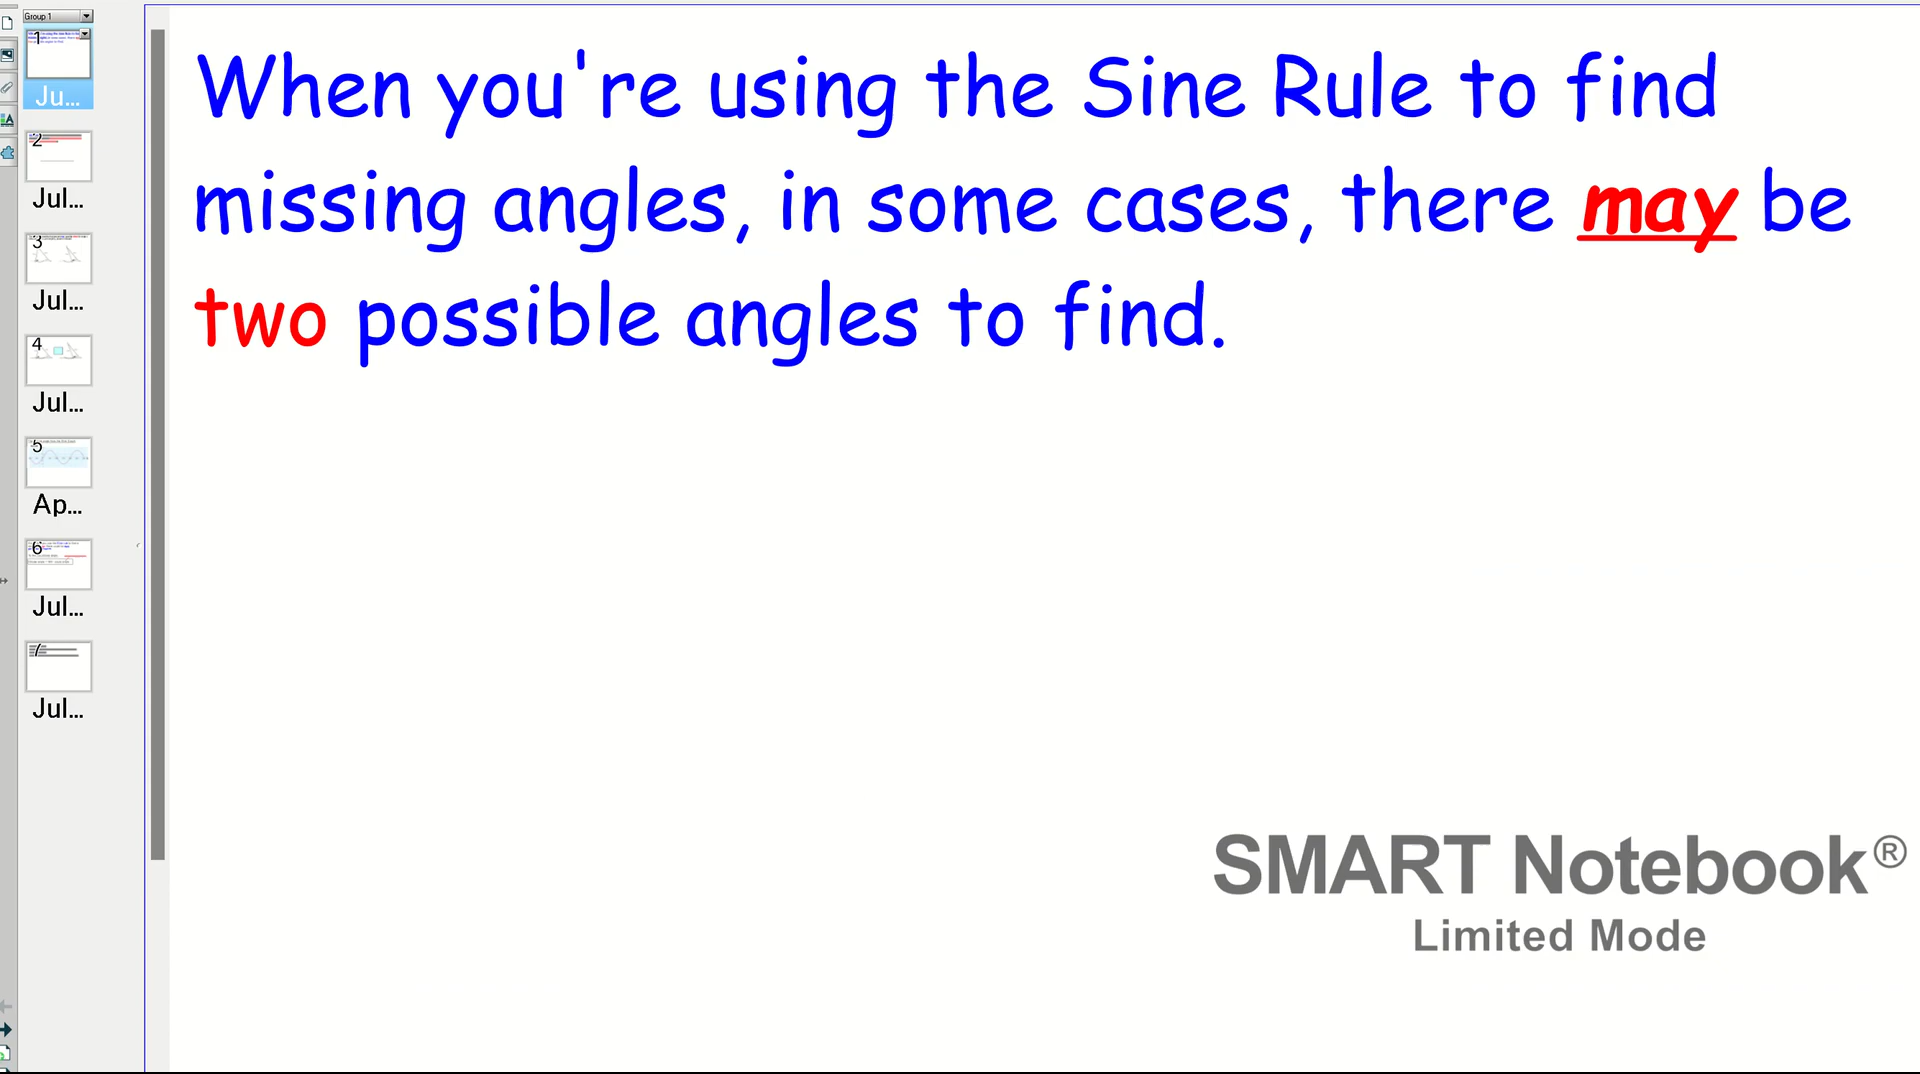 Group 1
1
Ju...
2
Jul...
3
Jul...
4
Jul...
5
Ap...
6
Jul...
7
Jul...
When you're using the Sine Rule to find
missing angles, in some cases, there may be
two possible angles to find.
SMART Notebook®
Limited Mode